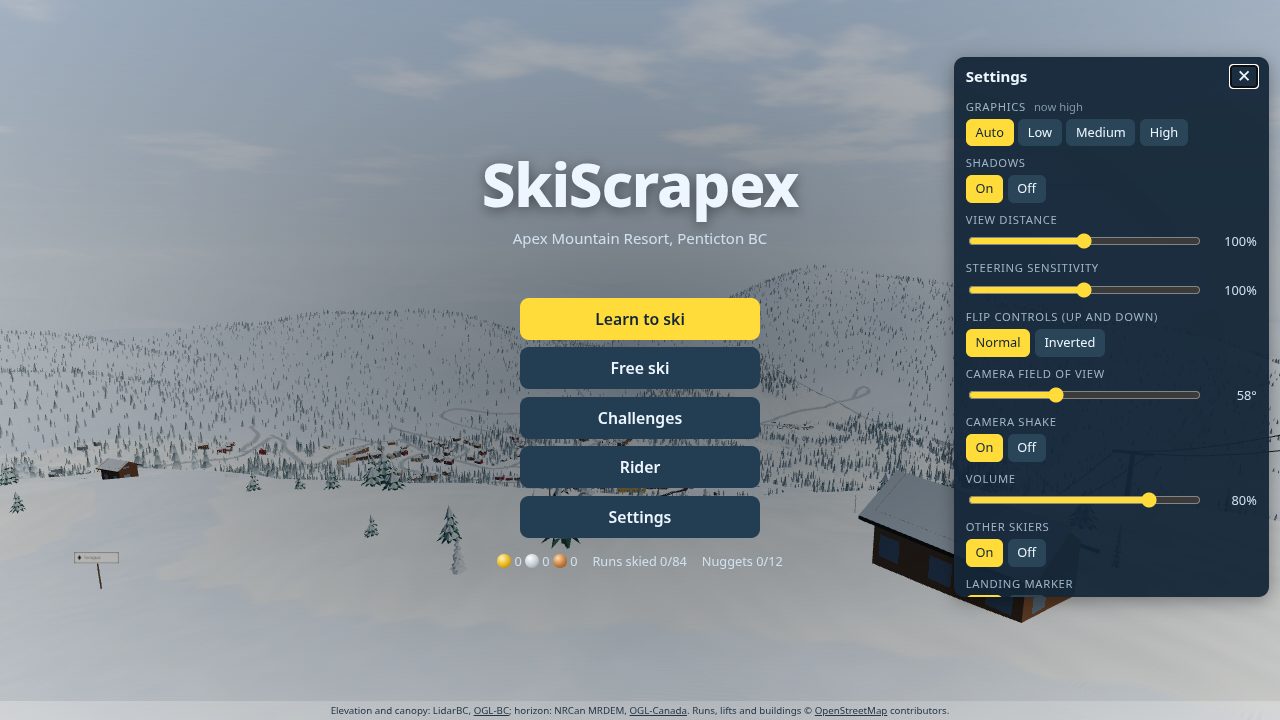 SkiScrapex
Apex Mountain Resort, Penticton BC
Learn to ski
Free ski
Challenges
Rider
Settings
0 0 0 Runs skied 0/84 Nuggets 0/12
Settings
✕
GRAPHICS now high
Auto Low Medium High
SHADOWS
On Off
VIEW DISTANCE
100%
STEERING SENSITIVITY
100%
FLIP CONTROLS (UP AND DOWN)
Normal Inverted
CAMERA FIELD OF VIEW
58°
CAMERA SHAKE
On Off
VOLUME
80%
OTHER SKIERS
On Off
LANDING MARKER
Elevation and canopy: LidarBC, OGL-BC; horizon: NRCan MRDEM, OGL-Canada. Runs, lifts and buildings © OpenStreetMap contributors.